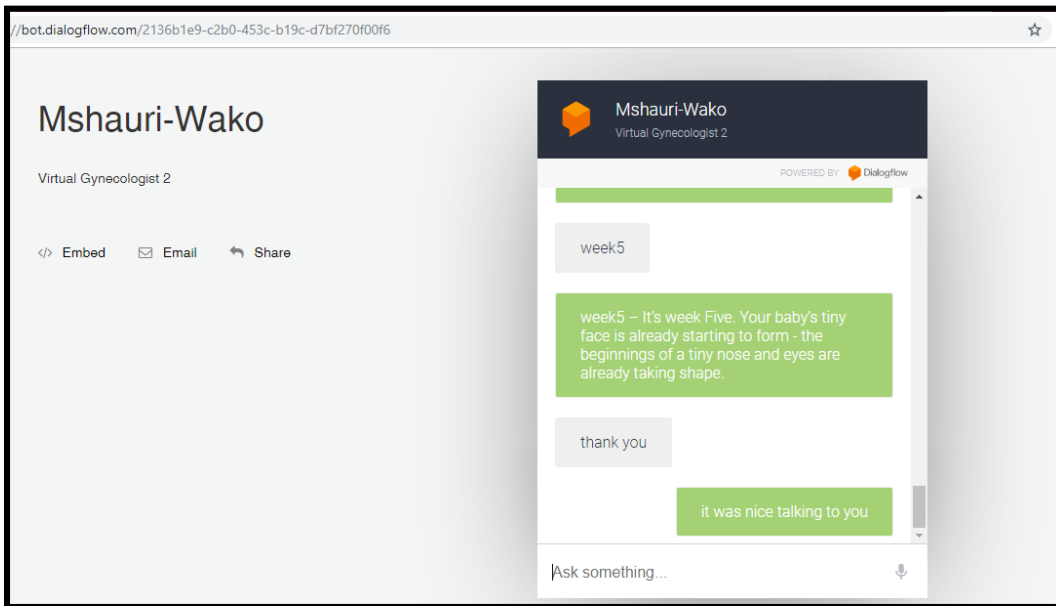 //bot.dialogflow.com/2136b1e9-c2b0-453c-b19c-d7bf270f00f6
Mshauri-Wako
Virtual Gynecologist 2
</> Embed Email Share
Mshauri-Wako
Virtual Gynecologist 2
POWERED BY Dialogflow
week5
week5 – It's week Five. Your baby's tiny
face is already starting to form - the
beginnings of a tiny nose and eyes are
already taking shape.
thank you
it was nice talking to you
Ask something...